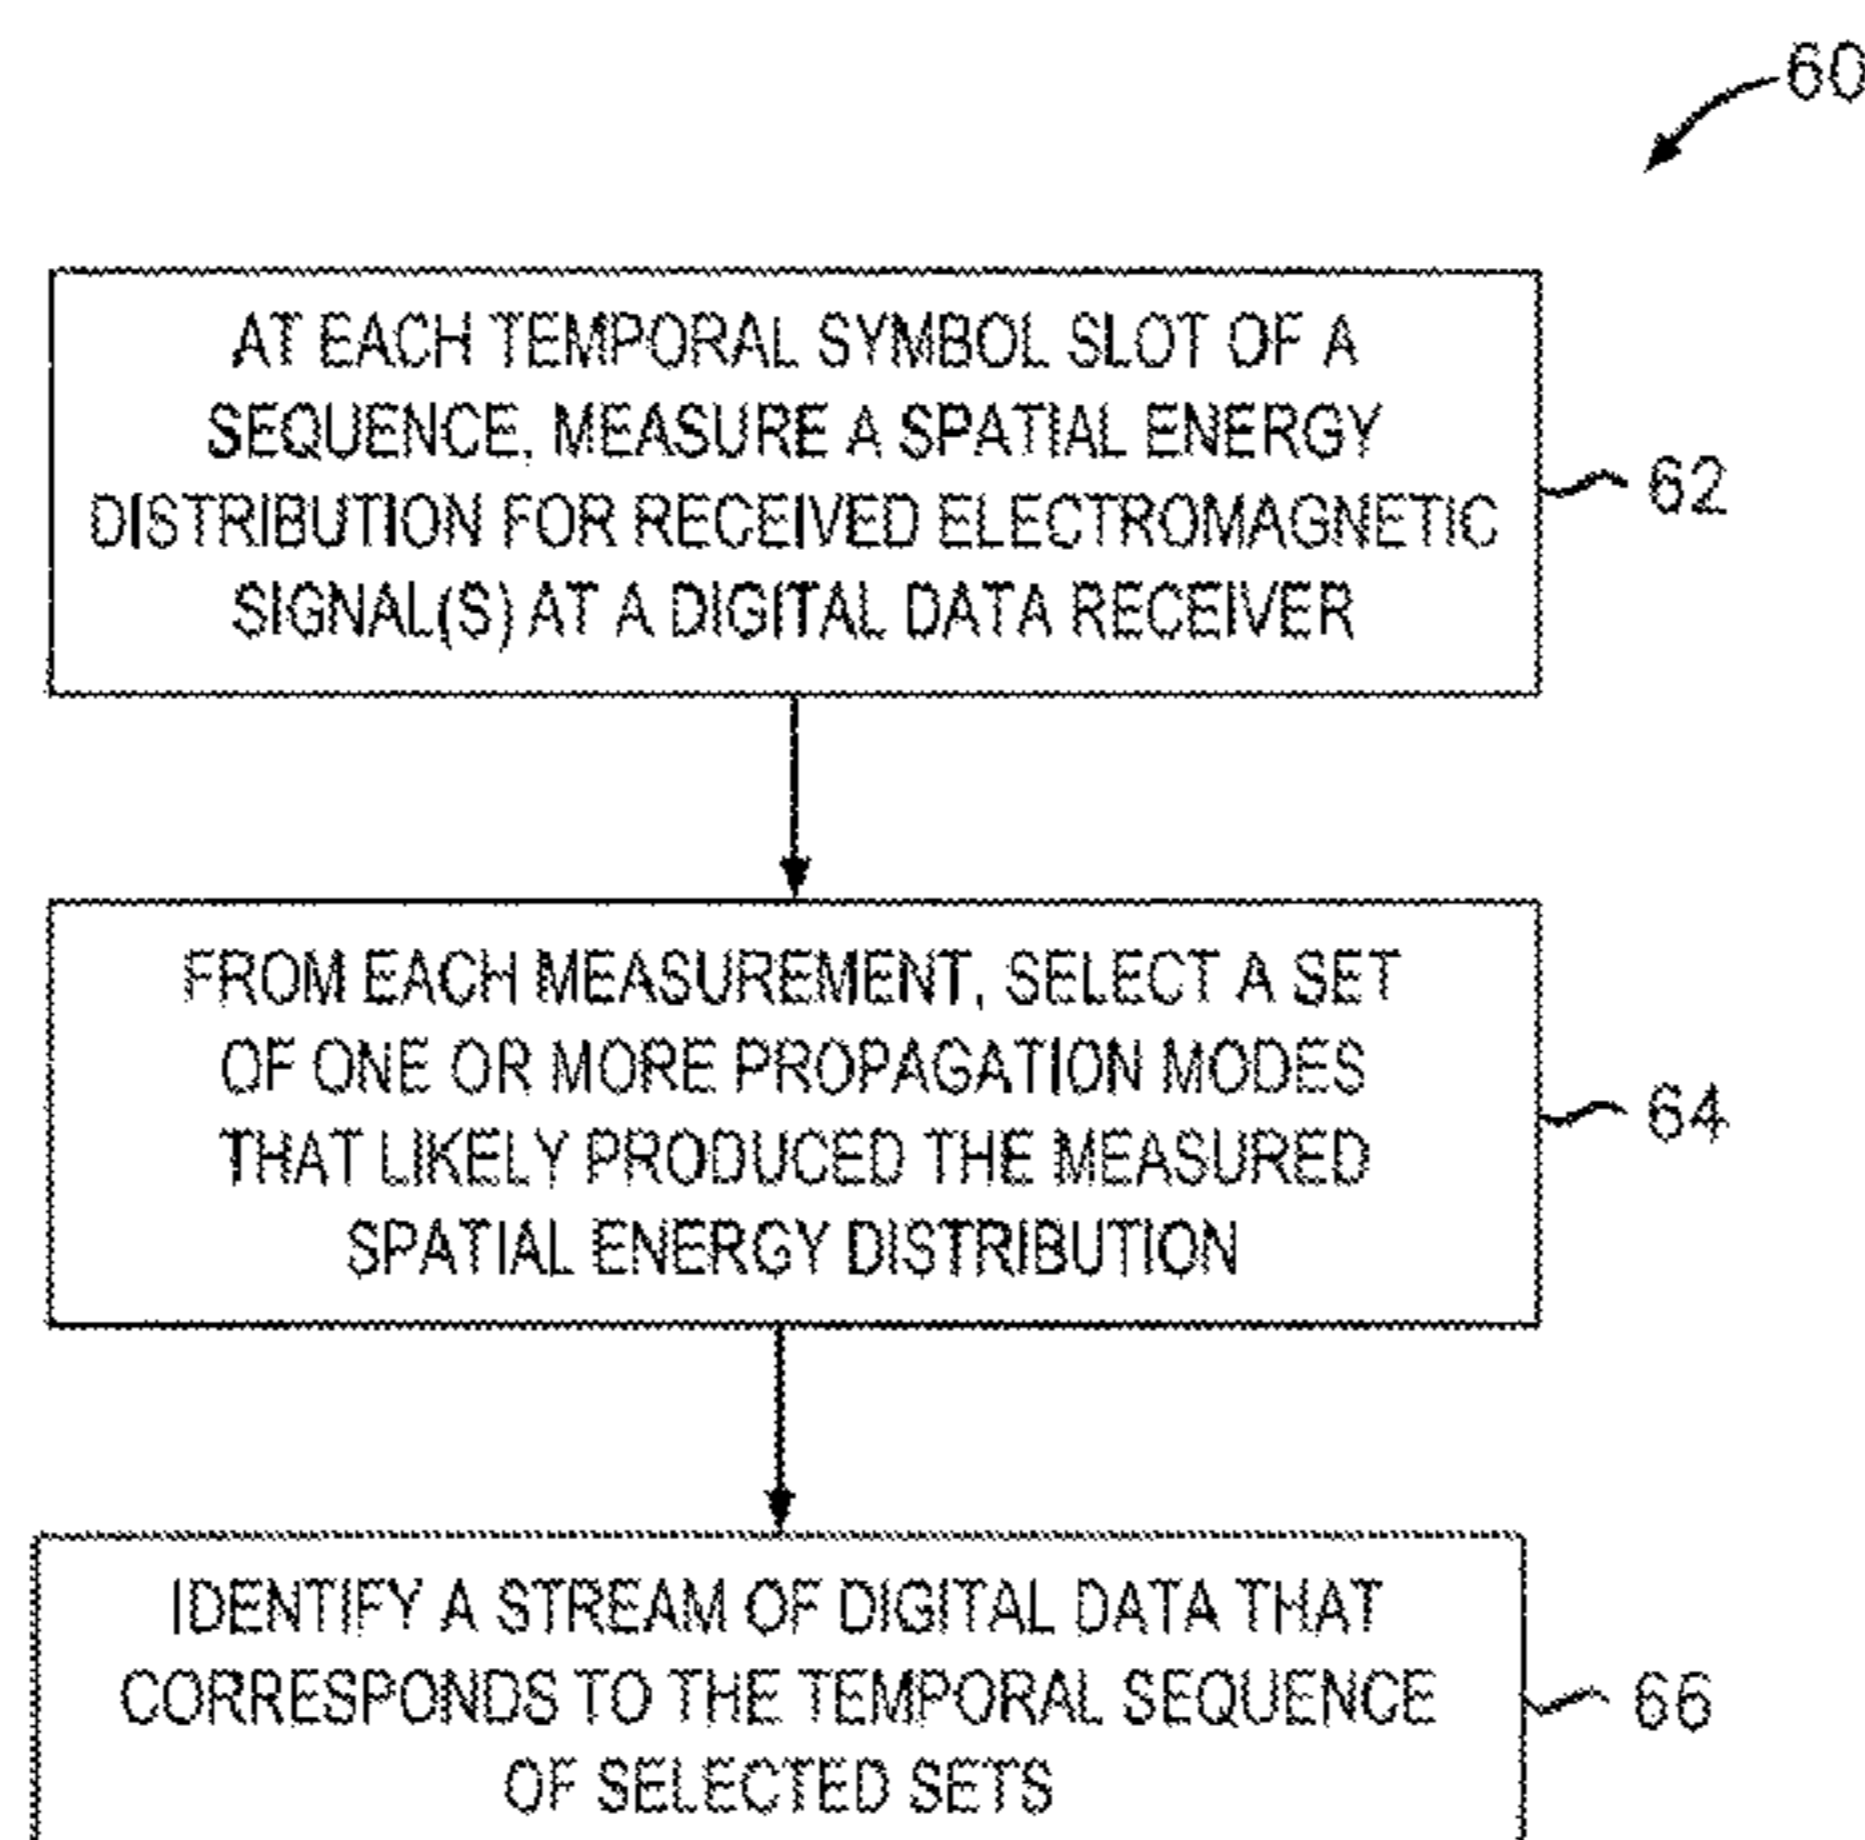 60
AT EACH TEMPORAL SYMBOL SLOT OF A
SEQUENCE, MEASURE A SPATIAL ENERGY
DISTRIBUTION FOR RECEIVED ELECTROMAGNETIC
SIGNAL(S) AT A DIGITAL DATA RECEIVER
62
FROM EACH MEASUREMENT, SELECT A SET
OF ONE OR MORE PROPAGATION MODES
THAT LIKELY PRODUCED THE MEASURED
SPATIAL ENERGY DISTRIBUTION
64
IDENTIFY A STREAM OF DIGITAL DATA THAT
CORRESPONDS TO THE TEMPORAL SEQUENCE
OF SELECTED SETS
66